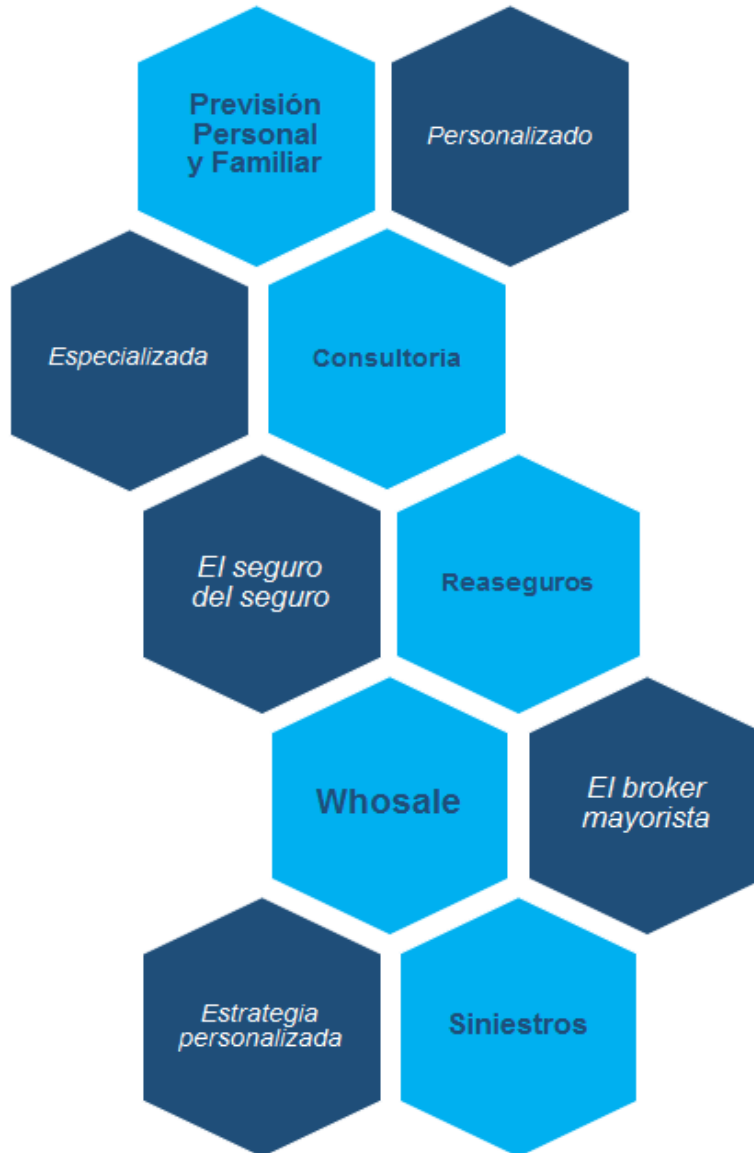 Previsión
Personal
y Familiar
Personalizado
Especializada
Consultoria
El seguro
del seguro
Reaseguros
Whosale
El broker
mayorista
Estrategia
personalizada
Siniestros